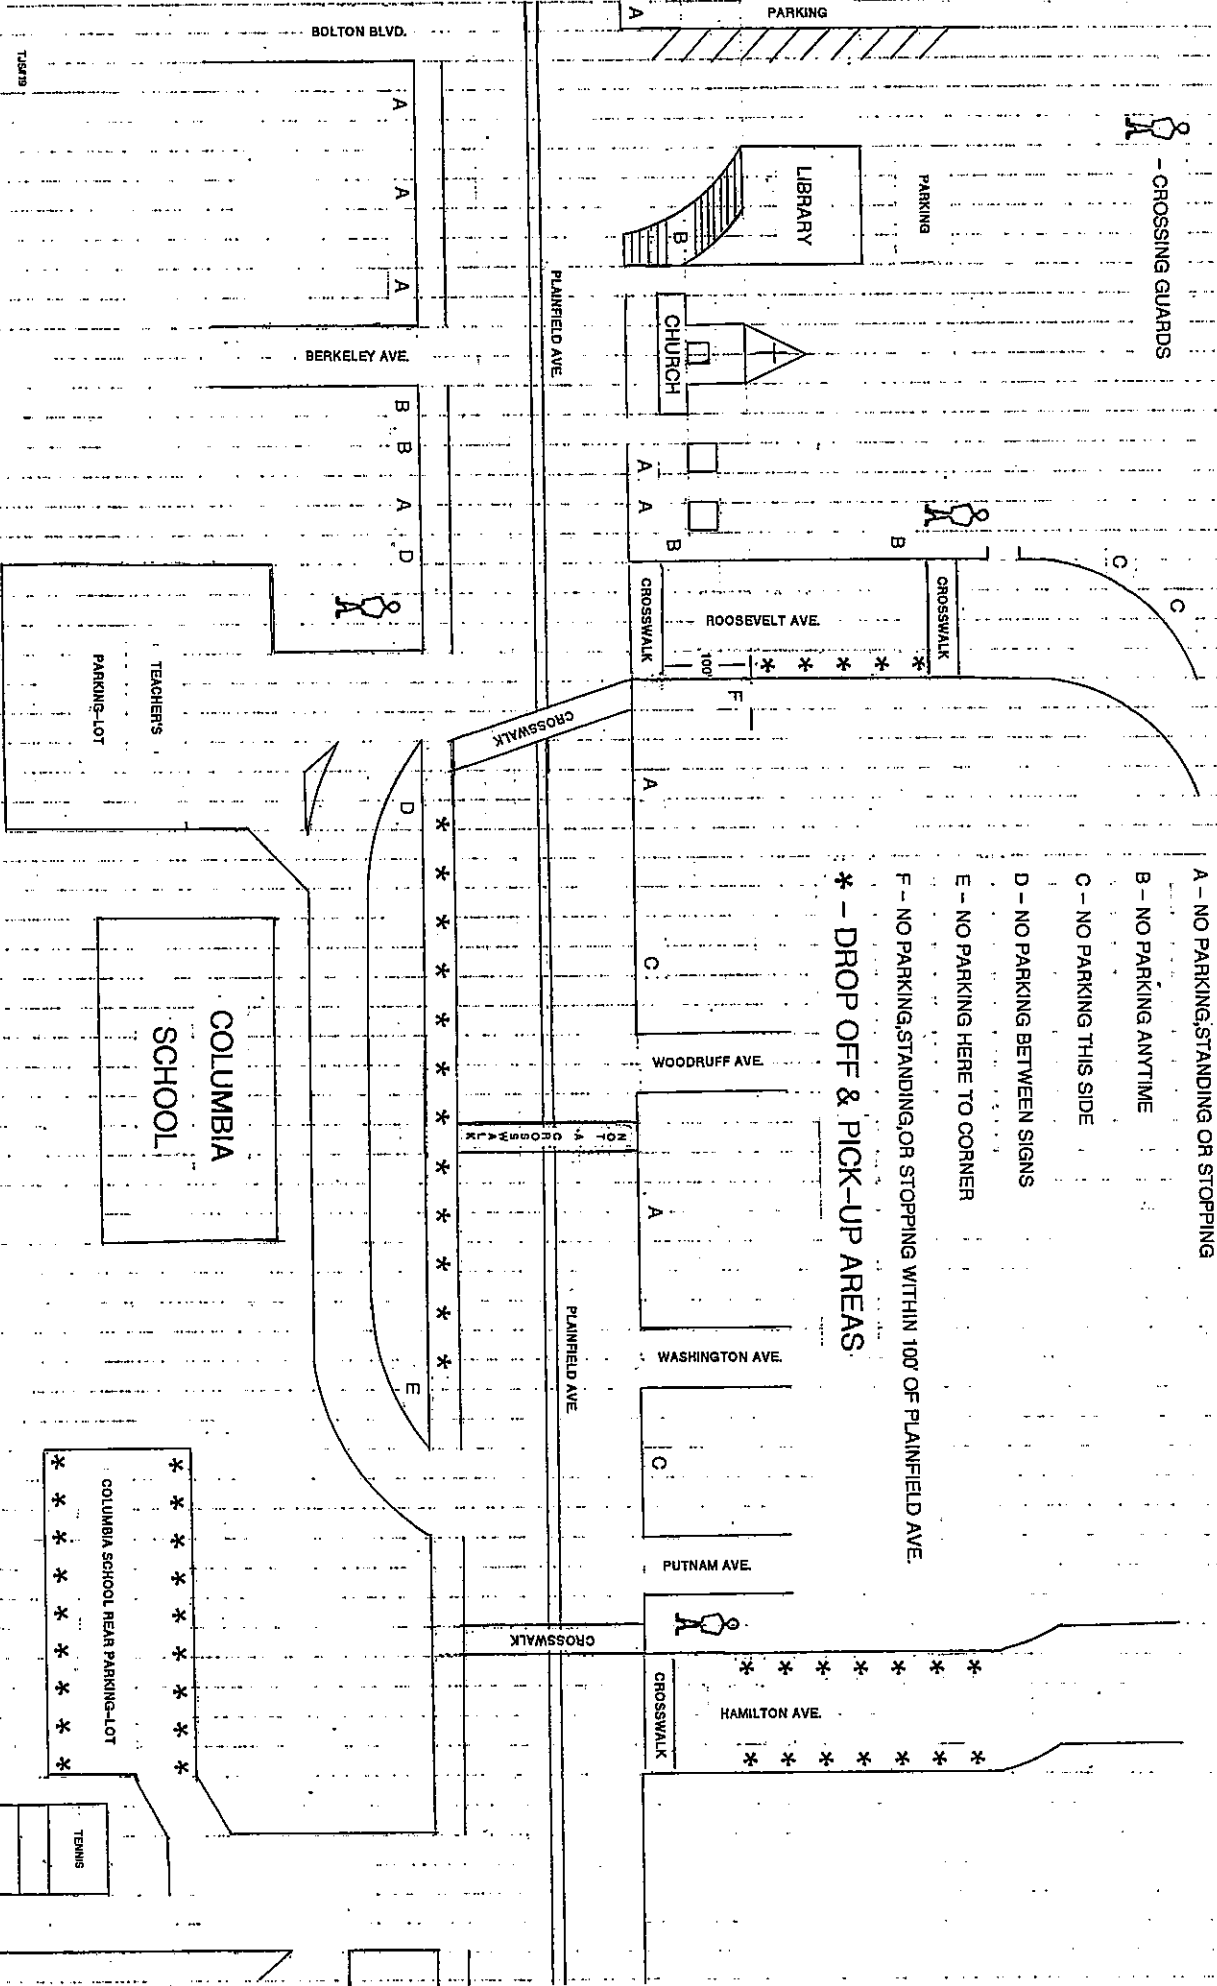 - CROSSING GUARDS
A - NO PARKING,STANDING OR STOPPING
B - NO PARKING ANYTIME
C - NO PARKING THIS SIDE
D - NO PARKING BETWEEN SIGNS
E - NO PARKING HERE TO CORNER
F - NO PARKING,STANDING,OR STOPPING WITHIN 100' OF PLAINFIELD AVE.
* - DROP OFF & PICK-UP AREAS
PARKING
A
PARKING
LIBRARY
B
CHURCH
A
A
B
B
C
C
CROSSWALK
ROOSEVELT AVE.
CROSSWALK
100'
* * * * *
F
CROSSWALK
A
C
WOODRUFF AVE.
NOT A CROSSWALK
A
WASHINGTON AVE.
C
PUTNAM AVE.
CROSSWALK
CROSSWALK
HAMILTON AVE.
* * * * * * *
* * * * * * *
PLAINFIELD AVE.
PLAINFIELD AVE.
BOLTON BLVD.
A
A
A
BERKELEY AVE.
B
B
A
D
D
* * * * * * * * * * * *
E
TEACHER'S
PARKING-LOT
COLUMBIA
SCHOOL
* * * * * * * * *
COLUMBIA SCHOOL REAR PARKING-LOT
* * * * * * * * *
TENNIS